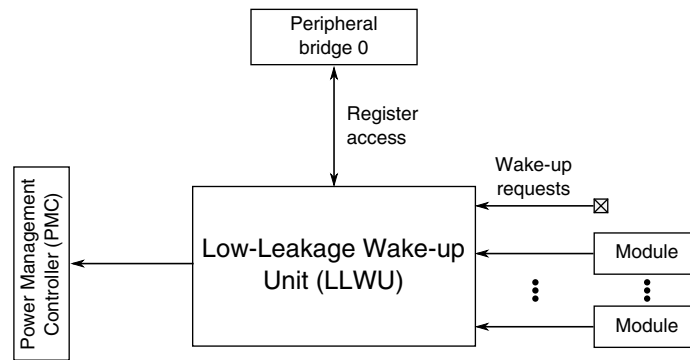 Peripheral
bridge 0
Register
access
Wake-up
requests
Power Management
Controller (PMC)
Low-Leakage Wake-up
Unit (LLWU)
Module
Module